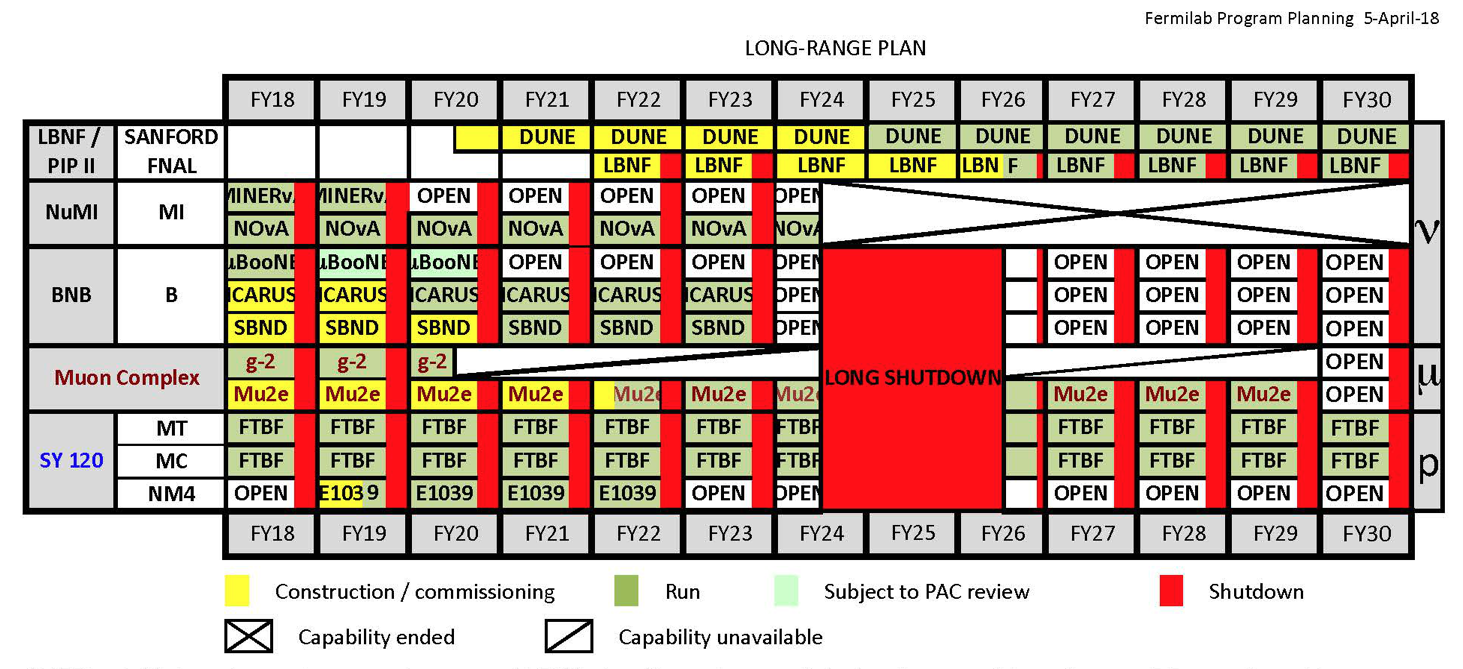 Fermilab Program Planning 5-April-18
LONG-RANGE PLAN
FY18 FY19 FY20 FY21 FY22 FY23 FY24 FY25 FY26 FY27 FY28 FY29 FY30
LBNF / SANFORD DUNE DUNE DUNE DUNE DUNE DUNE DUNE DUNE DUNE DUNE
PIP II FNAL LBNF LBNF LBNF LBNF LBN F LBNF LBNF LBNF LBNF
ν
NuMI MI
MINERvA MINERvA OPEN OPEN OPEN OPEN OPEN
NOvA NOvA NOvA NOvA NOvA NOvA NOvA
BNB B
μBooNE μBooNE μBooNE OPEN OPEN OPEN OPEN OPEN OPEN OPEN
ICARUS ICARUS ICARUS ICARUS ICARUS ICARUS OPEN OPEN OPEN OPEN OPEN
SBND SBND SBND SBND SBND SBND OPEN OPEN OPEN OPEN OPEN
Muon Complex
g-2 g-2 g-2 OPEN
LONG SHUTDOWN
μ
Mu2e Mu2e Mu2e Mu2e Mu2e Mu2e Mu2e Mu2e Mu2e Mu2e OPEN
SY 120
MT FTBF FTBF FTBF FTBF FTBF FTBF FTBF FTBF FTBF FTBF FTBF
MC FTBF FTBF FTBF FTBF FTBF FTBF FTBF FTBF FTBF FTBF FTBF
p
NM4 OPEN E1039 E1039 E1039 E1039 OPEN OPEN OPEN OPEN OPEN OPEN
FY18 FY19 FY20 FY21 FY22 FY23 FY24 FY25 FY26 FY27 FY28 FY29 FY30
Construction / commissioning Run Subject to PAC review Shutdown
Capability ended Capability unavailable